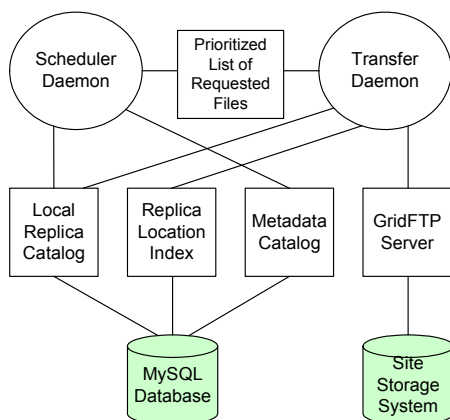 Scheduler
Daemon
Prioritized
List of
Requested
Files
Transfer
Daemon
Local
Replica
Catalog
Replica
Location
Index
Metadata
Catalog
GridFTP
Server
MySQL
Database
Site
Storage
System